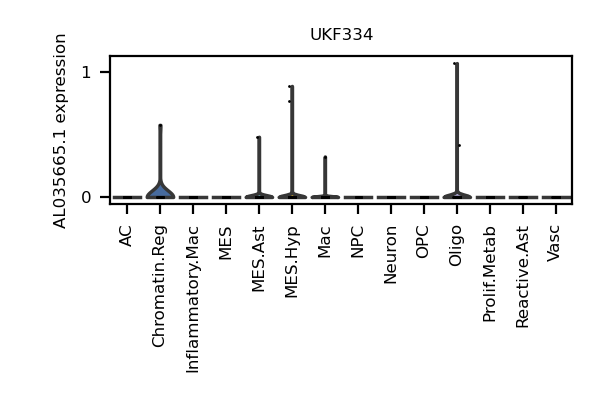 UKF334
AL035665.1 expression
1
0
AC
Chromatin.Reg
Inflammatory.Mac
MES
MES.Ast
MES.Hyp
Mac
NPC
Neuron
OPC
Oligo
Prolif.Metab
Reactive.Ast
Vasc